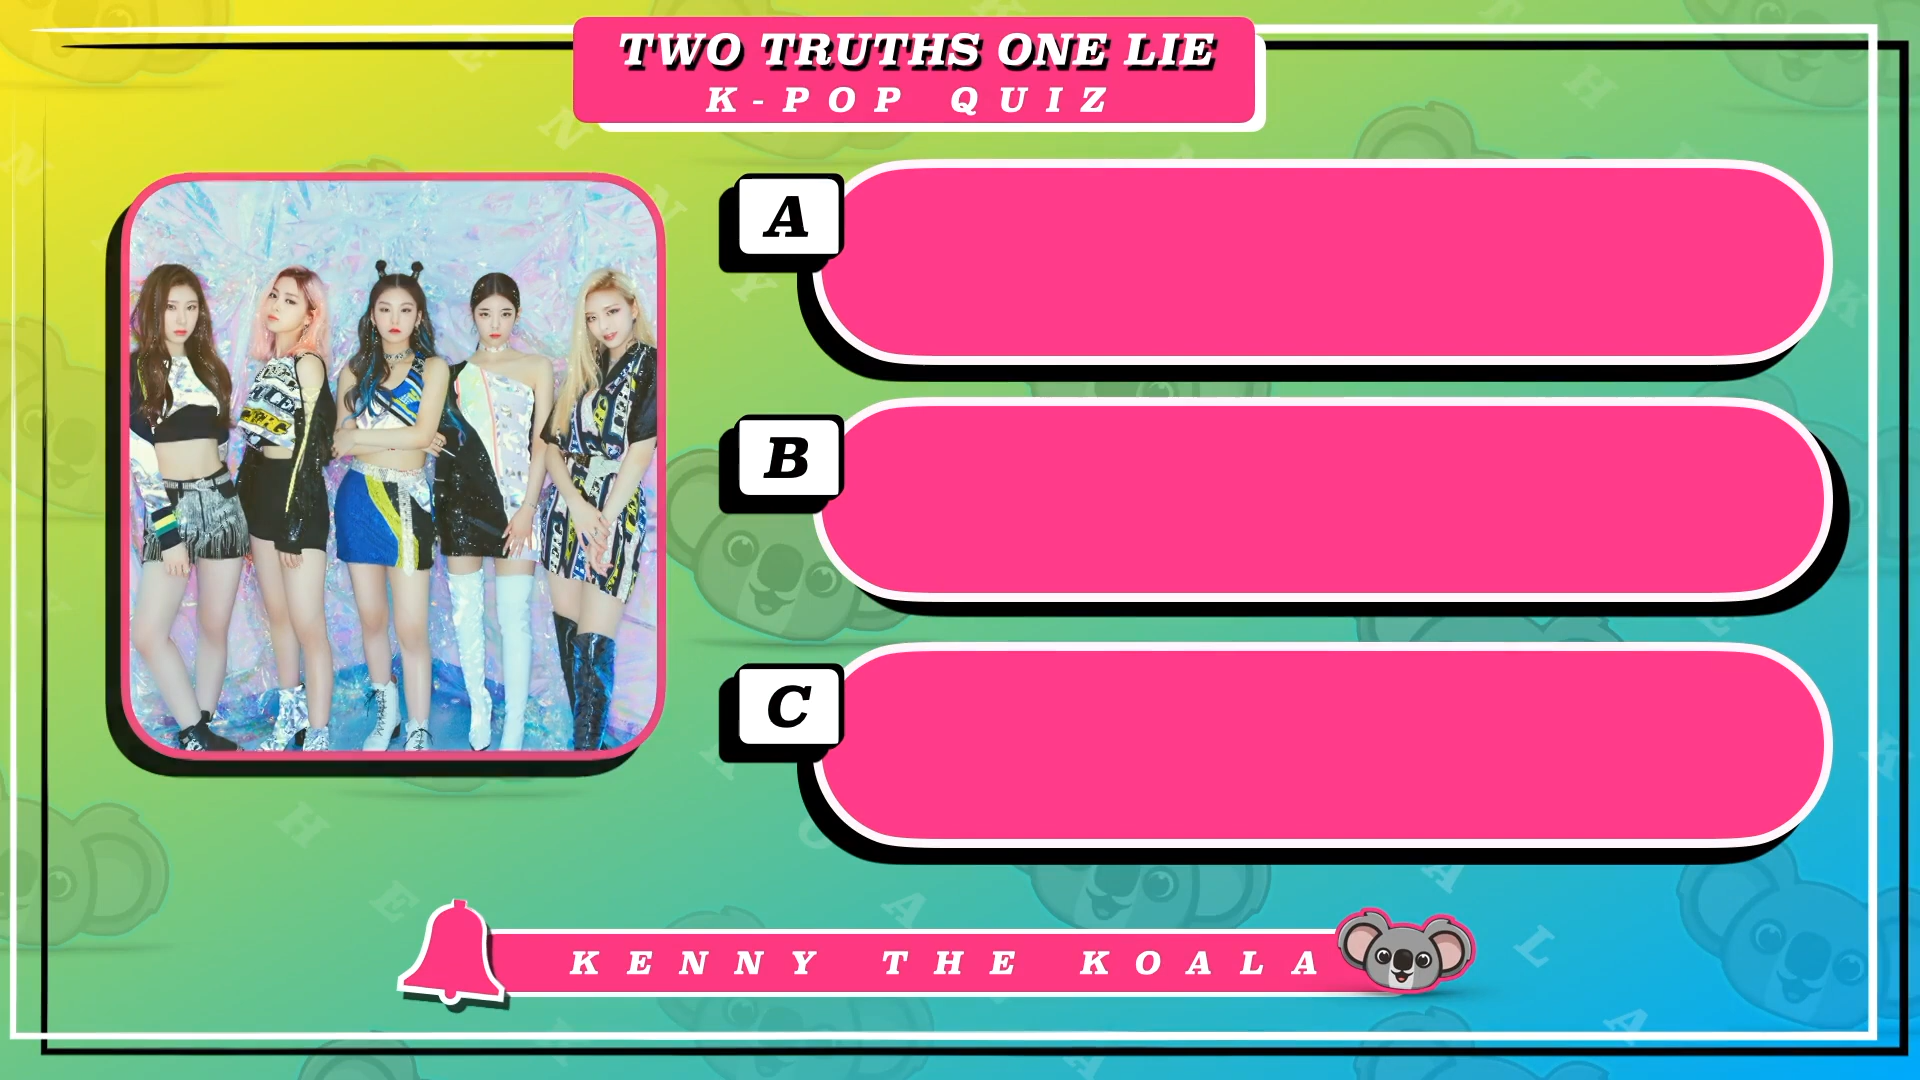 TWO TRUTHS ONE LIE
K-POP QUIZ
A
B
C
KENNY THE KOALA